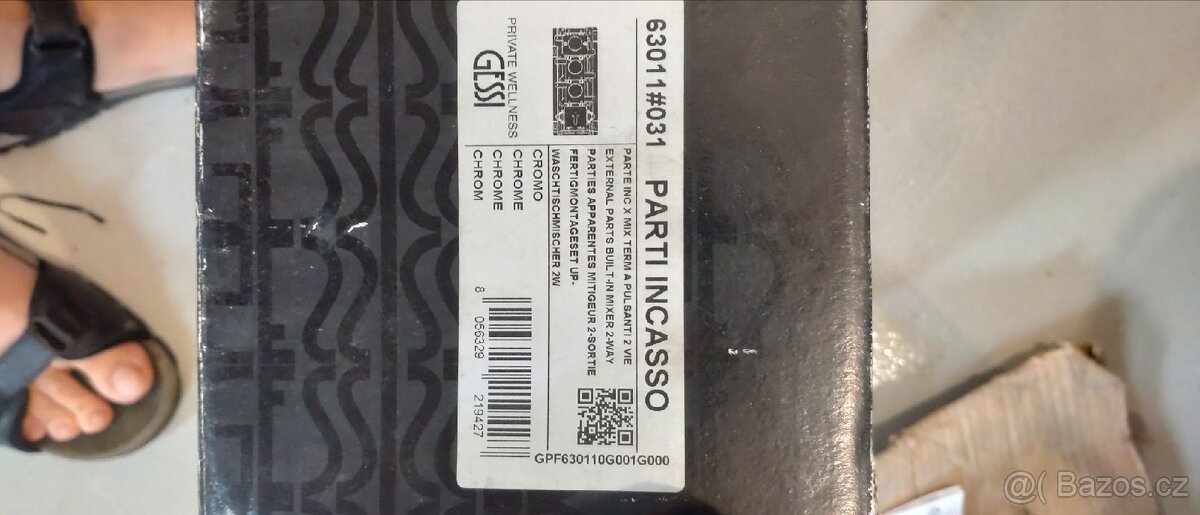 63011#031 PARTI INCASSO
PARTE INC X MIX TERM A PULSANTI 2 VIE
EXTERNAL PARTS BUILT-IN MIXER 2-WAY
PARTIES APPARENTES MITIGEUR 2-SORTIE
FERTIGMONTAGESET UP-
WASCHTISCHMISCHER 2W
CROMO
CHROME
CHROME
CHROM
PRIVATE WELLNESS
GESSI
8 056329 219427
GPF630110G001G000
@( Bazos.cz